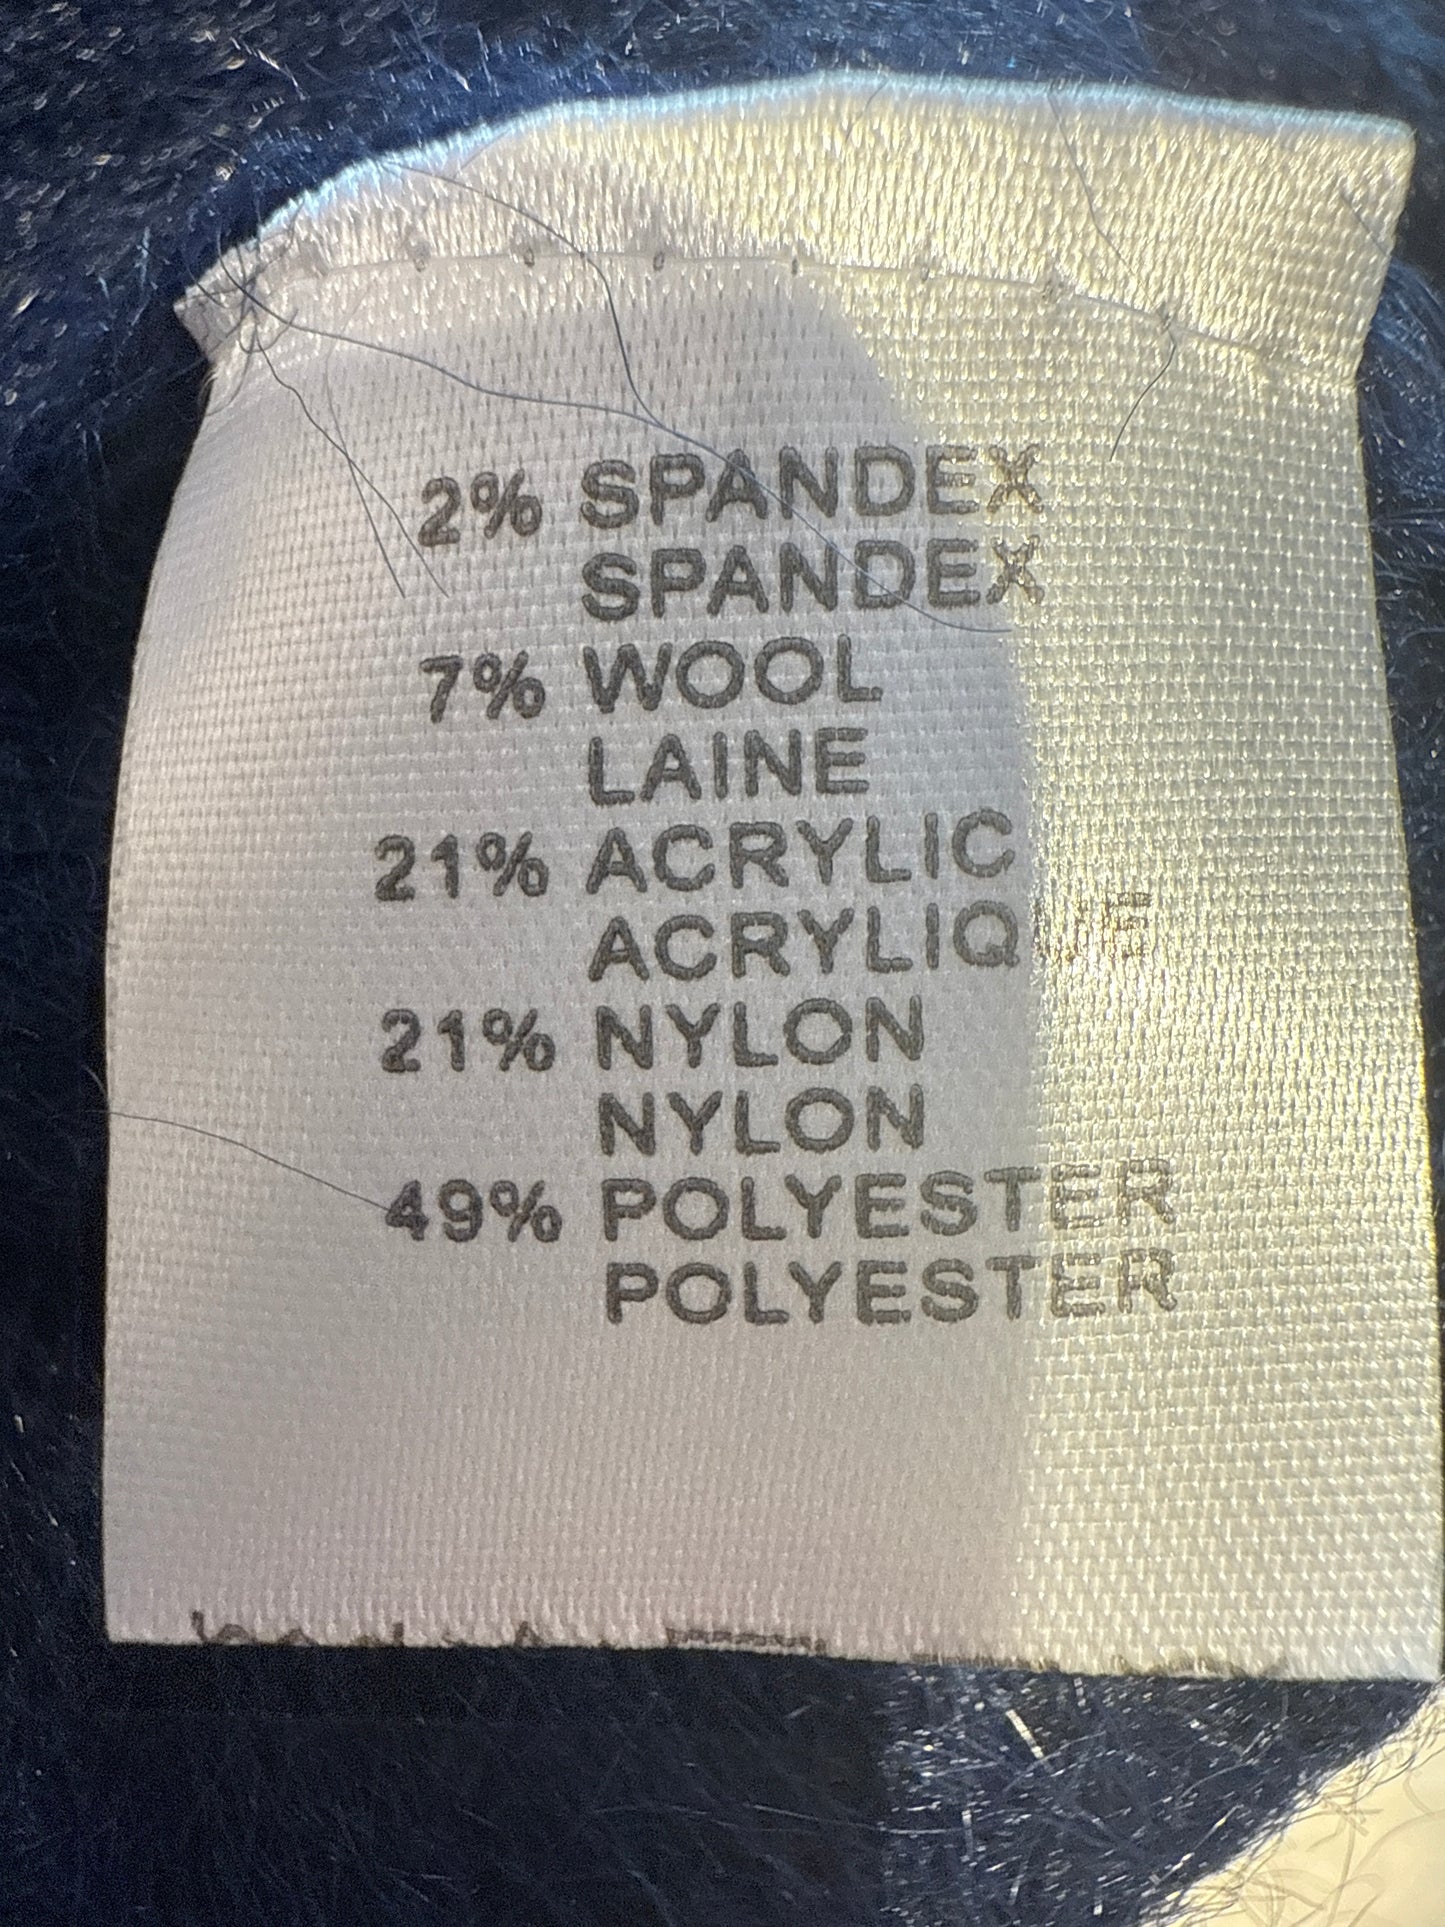 2% SPANDEX
SPANDEX
7% WOOL
LAINE
21% ACRYLIC
ACRYLIQUE
21% NYLON
NYLON
49% POLYESTER
POLYESTER